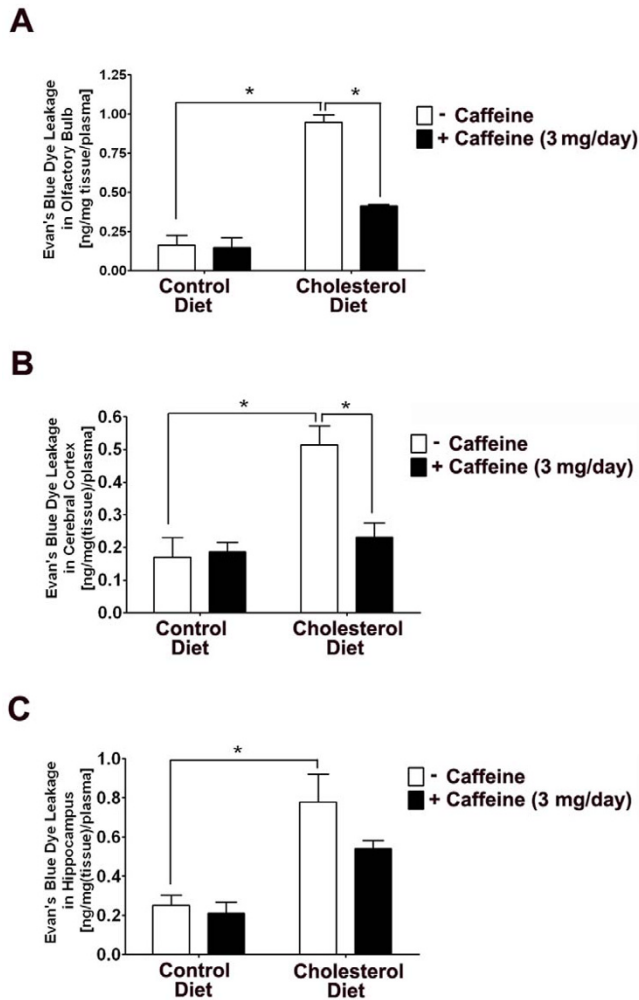 A
Evan's Blue Dye Leakage
in Olfactory Bulb
[ng/mg tissue/plasma]
1.25
1.00
0.75
0.50
0.25
0.00
*
*
- Caffeine
+ Caffeine (3 mg/day)
Control
Diet
Cholesterol
Diet
B
Evan's Blue Dye Leakage
in Cerebral Cortex
[ng/mg(tissue)/plasma]
0.6
0.5
0.4
0.3
0.2
0.1
0.0
*
*
- Caffeine
+ Caffeine (3 mg/day)
Control
Diet
Cholesterol
Diet
C
Evan's Blue Dye Leakage
in Hippocampus
[ng/mg(tissue)/plasma]
1.0
0.8
0.6
0.4
0.2
0.0
*
- Caffeine
+ Caffeine (3 mg/day)
Control
Diet
Cholesterol
Diet